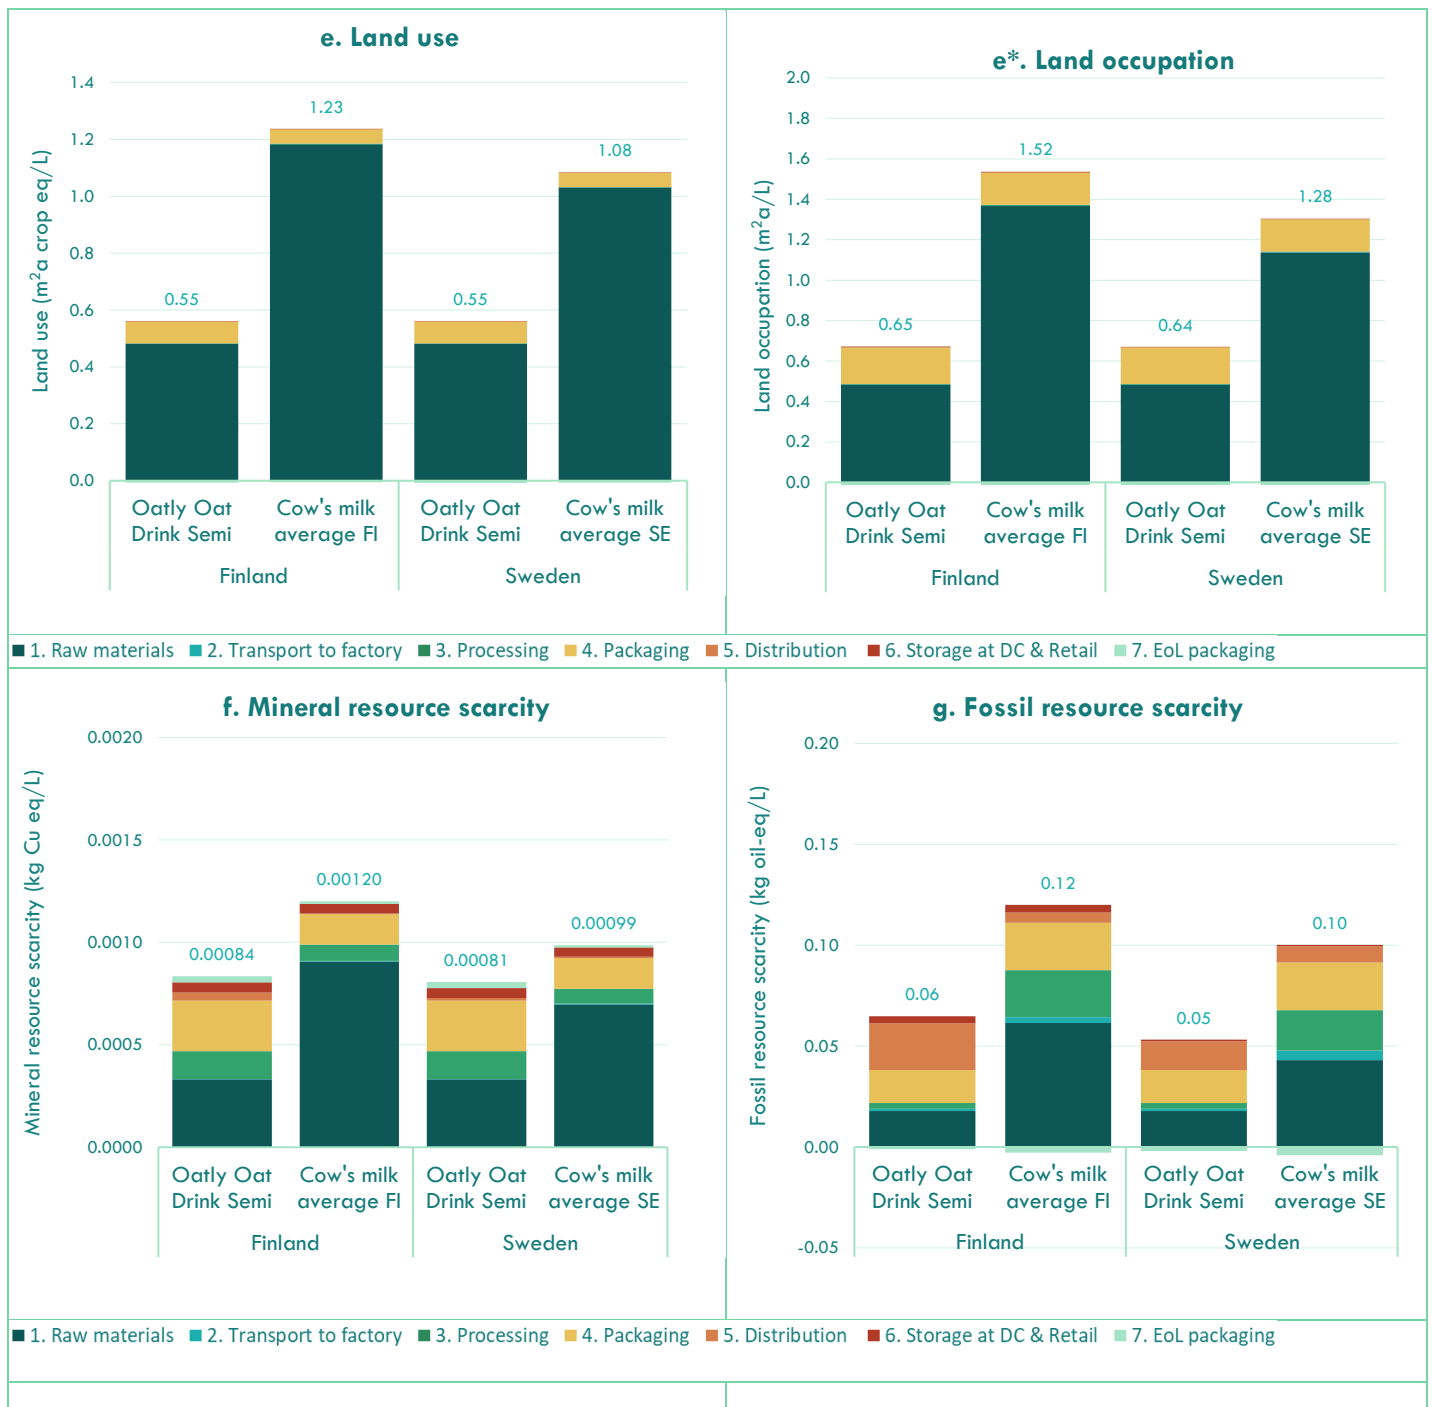 e. Land use
Land use (m²a crop eq/L)
1.4
1.2
1.0
0.8
0.6
0.4
0.2
0.0
0.55
1.23
0.55
1.08
Oatly Oat
Drink Semi
Cow's milk
average FI
Oatly Oat
Drink Semi
Cow's milk
average SE
Finland
Sweden
e*. Land occupation
Land occupation (m²a/L)
2.0
1.8
1.6
1.4
1.2
1.0
0.8
0.6
0.4
0.2
0.0
0.65
1.52
0.64
1.28
Oatly Oat
Drink Semi
Cow's milk
average FI
Oatly Oat
Drink Semi
Cow's milk
average SE
Finland
Sweden
1. Raw materials 2. Transport to factory 3. Processing 4. Packaging 5. Distribution 6. Storage at DC & Retail 7. EoL packaging
f. Mineral resource scarcity
Mineral resource scarcity (kg Cu eq/L)
0.0020
0.0015
0.0010
0.0005
0.0000
0.00084
0.00120
0.00081
0.00099
Oatly Oat
Drink Semi
Cow's milk
average FI
Oatly Oat
Drink Semi
Cow's milk
average SE
Finland
Sweden
g. Fossil resource scarcity
Fossil resource scarcity (kg oil-eq/L)
0.20
0.15
0.10
0.05
0.00
-0.05
0.06
0.12
0.05
0.10
Oatly Oat
Drink Semi
Cow's milk
average FI
Oatly Oat
Drink Semi
Cow's milk
average SE
Finland
Sweden
1. Raw materials 2. Transport to factory 3. Processing 4. Packaging 5. Distribution 6. Storage at DC & Retail 7. EoL packaging